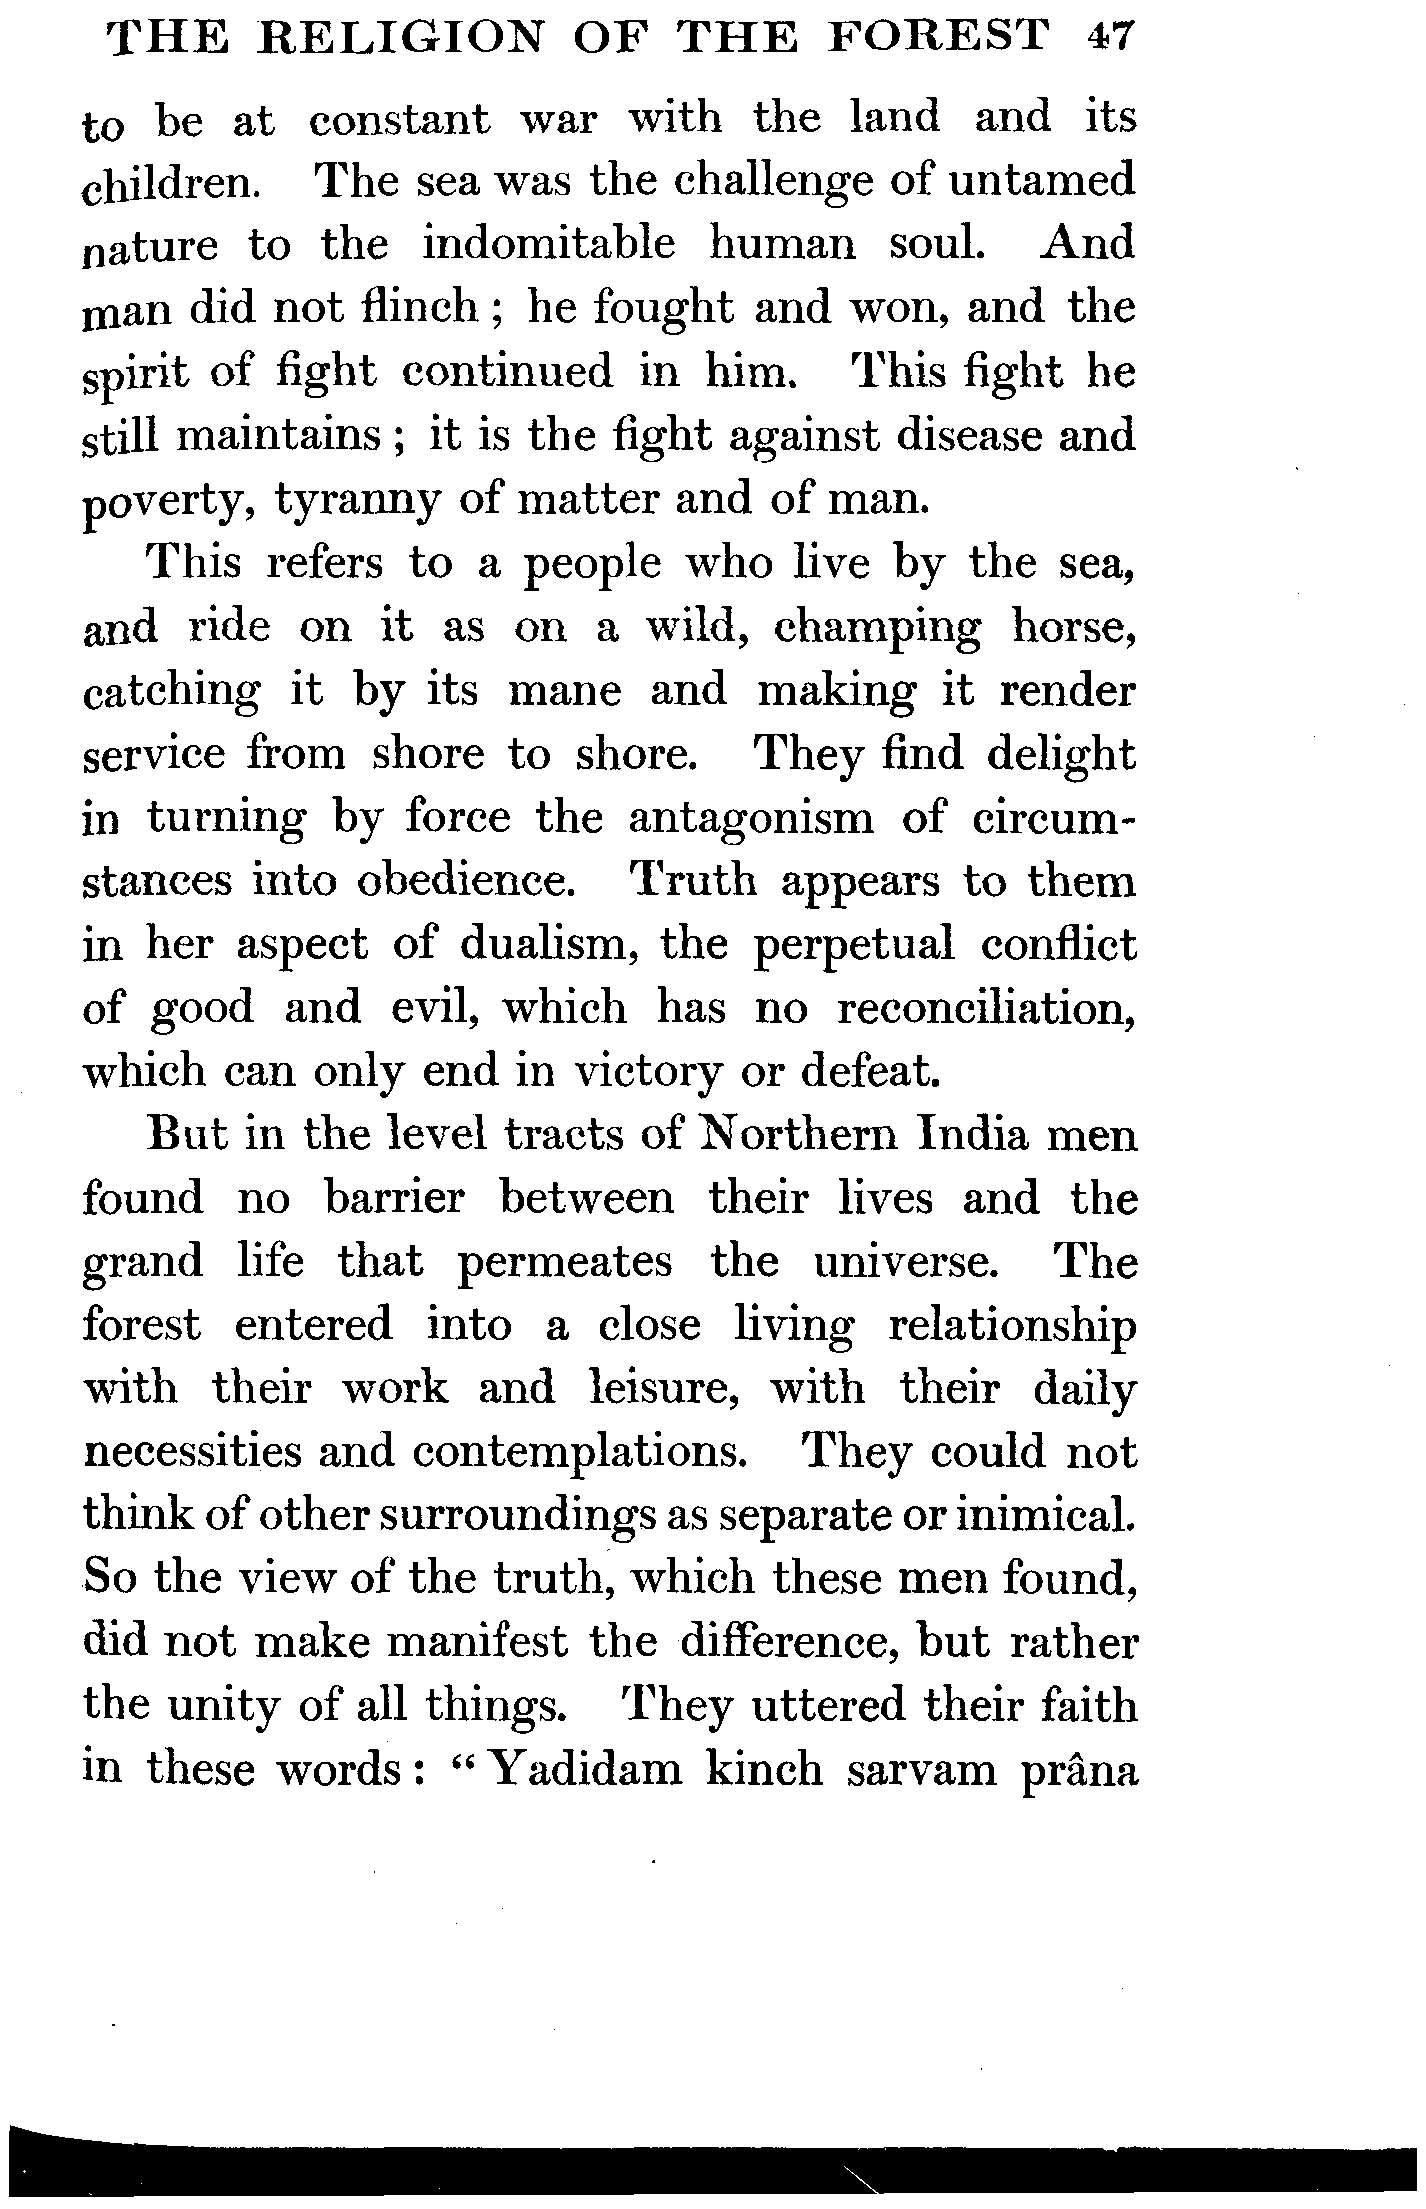 THE RELIGION OF THE FOREST 47
to be at constant war with the land and its
children. The sea was the challenge of untamed
nature to the indomitable human soul. And
man did not flinch ; he fought and won, and the
spirit of fight continued in him. This fight he
still maintains ; it is the fight against disease and
poverty, tyranny of matter and of man.
This refers to a people who live by the sea,
and ride on it as on a wild, champing horse,
catching it by its mane and making it render
service from shore to shore. They find delight
in turning by force the antagonism of circum-
stances into obedience. Truth appears to them
in her aspect of dualism, the perpetual conflict
of good and evil, which has no reconciliation,
which can only end in victory or defeat.
But in the level tracts of Northern India men
found no barrier between their lives and the
grand life that permeates the universe. The
forest entered into a close living relationship
with their work and leisure, with their daily
necessities and contemplations. They could not
think of other surroundings as separate or inimical.
So the view of the truth, which these men found,
did not make manifest the difference, but rather
the unity of all things. They uttered their faith
in these words : “ Yadidam kinch sarvam prâna